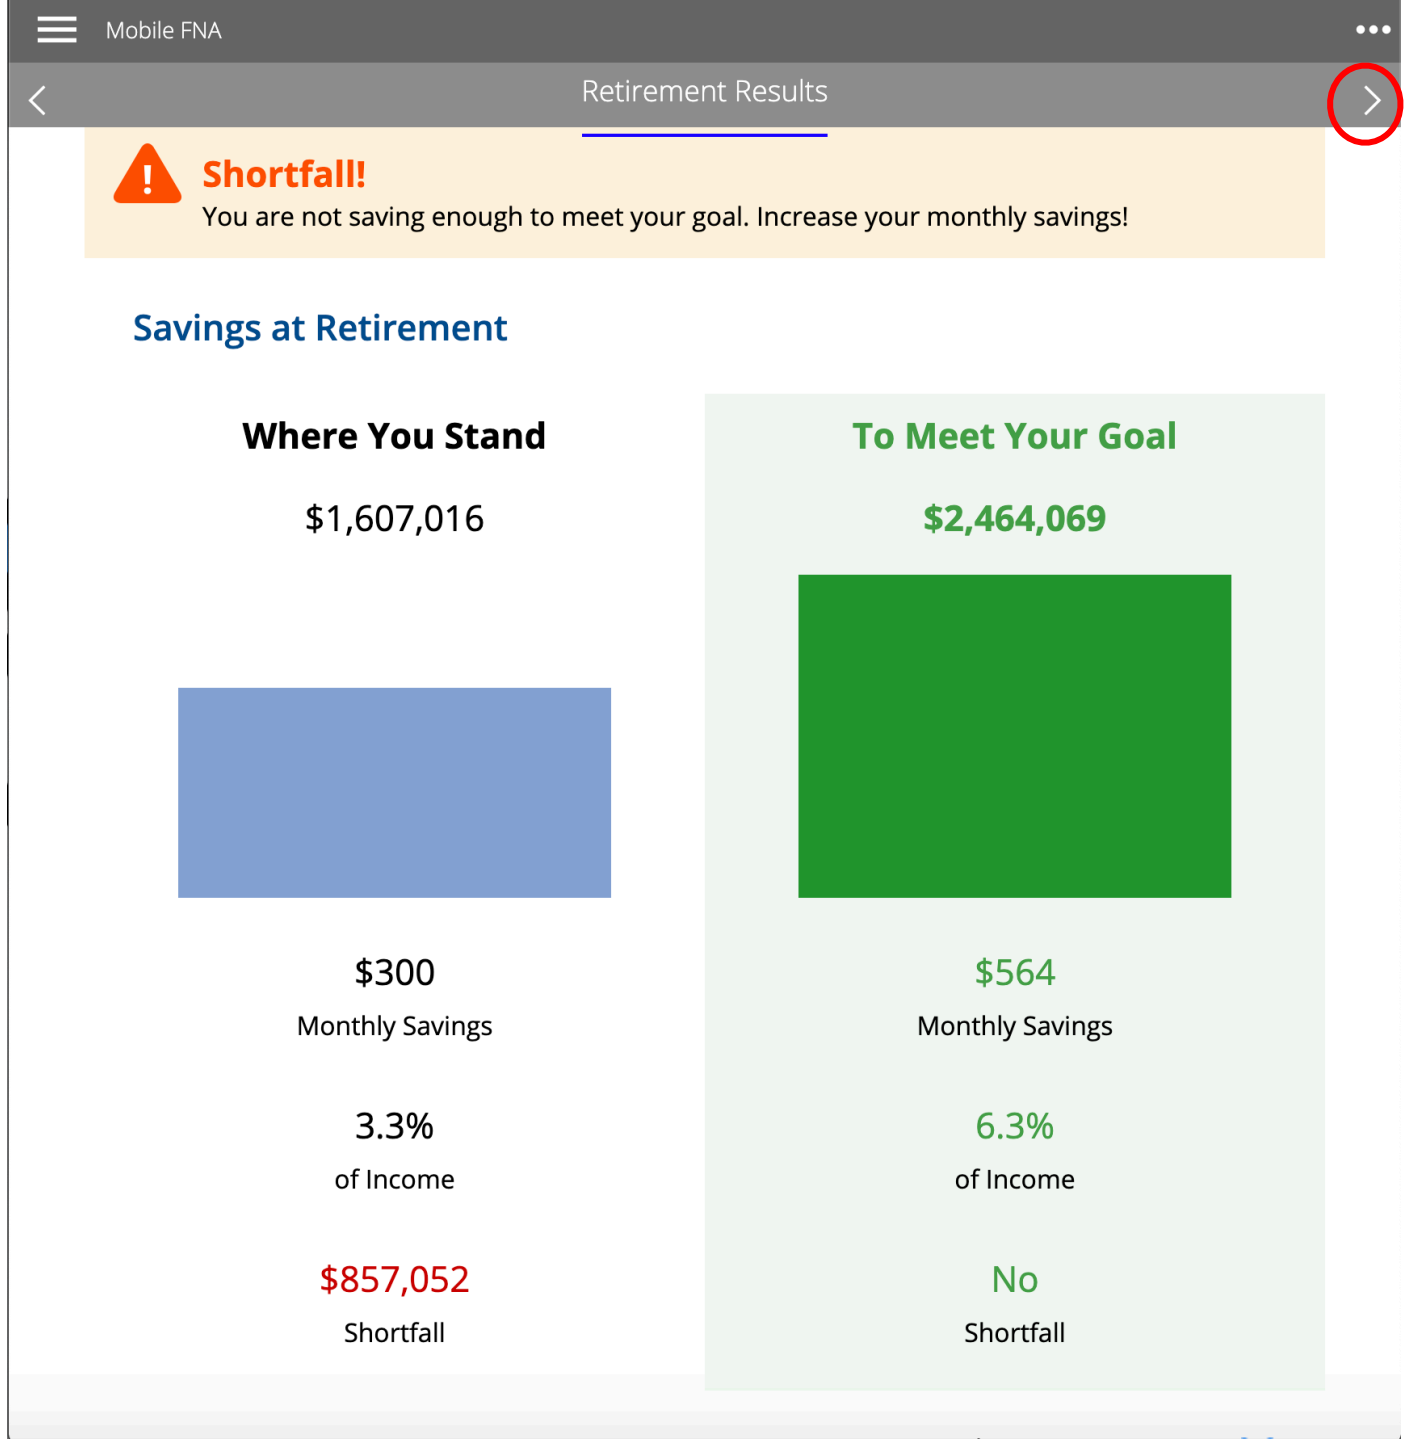 Mobile FNA
Retirement Results
Shortfall!
You are not saving enough to meet your goal. Increase your monthly savings!
Savings at Retirement
Where You Stand
$1,607,016
$300
Monthly Savings
3.3%
of Income
$857,052
Shortfall
To Meet Your Goal
$2,464,069
$564
Monthly Savings
6.3%
of Income
No
Shortfall